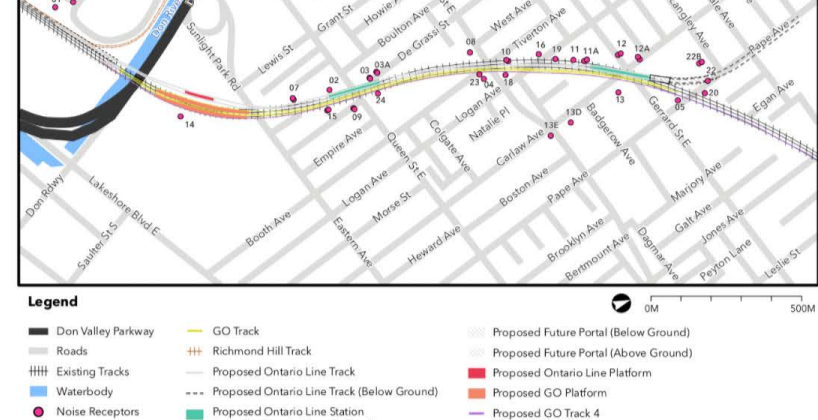 Don River
Sunlight Park Rd
Lewis St
Grant St
Howie Ave
Boulton Ave
De Grassi St
West Ave
Tiverton Ave
Langley Ave
Pape Ave
08
10
16
19
11
11A
12
12A
22B
22
07
02
03
03A
24
15
09
23
04
18
13
05
20
14
13D
13E
Logan Ave
Natalie Pl
Colgate Ave
Carlaw Ave
Badgerow Ave
Gerrard St E
Egan Ave
Empire Ave
Queen St E
Logan Ave
Morse St
Boston Ave
Pape Ave
Marjory Ave
Don Rdwy
Lakeshore Blvd E
Saulter St S
Booth Ave
Eastern Ave
Heward Ave
Brooklyn Ave
Bertmount Ave
Dagmar Ave
Galt Ave
Jones Ave
Peyton Lane
Leslie St
Legend
0M
500M
Don Valley Parkway
Roads
Existing Tracks
Waterbody
Noise Receptors
GO Track
Richmond Hill Track
Proposed Ontario Line Track
Proposed Ontario Line Track (Below Ground)
Proposed Ontario Line Station
Proposed Future Portal (Below Ground)
Proposed Future Portal (Above Ground)
Proposed Ontario Line Platform
Proposed GO Platform
Proposed GO Track 4